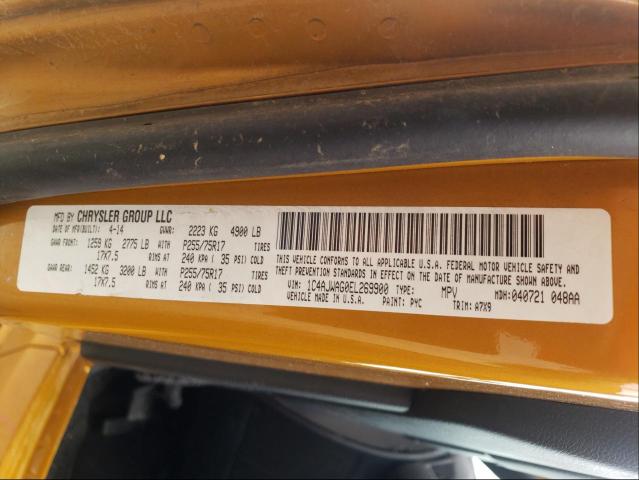 MFD BY CHRYSLER GROUP LLC
DATE OF MFR(BUILT): 4-14 GVWR: 2223 KG 4900 LB
GAWR FRONT: 1259 KG 2775 LB WITH P255/75R17 TIRES
17X7.5 RIMS AT 240 KPA ( 35 PSI) COLD
GAWR REAR: 1452 KG 3200 LB WITH P255/75R17 TIRES
17X7.5 RIMS AT 240 KPA ( 35 PSI) COLD
THIS VEHICLE CONFORMS TO ALL APPLICABLE U.S.A. FEDERAL MOTOR VEHICLE SAFETY AND
THEFT PREVENTION STANDARDS IN EFFECT ON THE DATE OF MANUFACTURE SHOWN ABOVE.
VIN: 1C4AJWAG0EL269900 TYPE: MPV MDH: 040721 048AA
VEHICLE MADE IN U.S.A. PAINT: PYC TRIM: A7X9